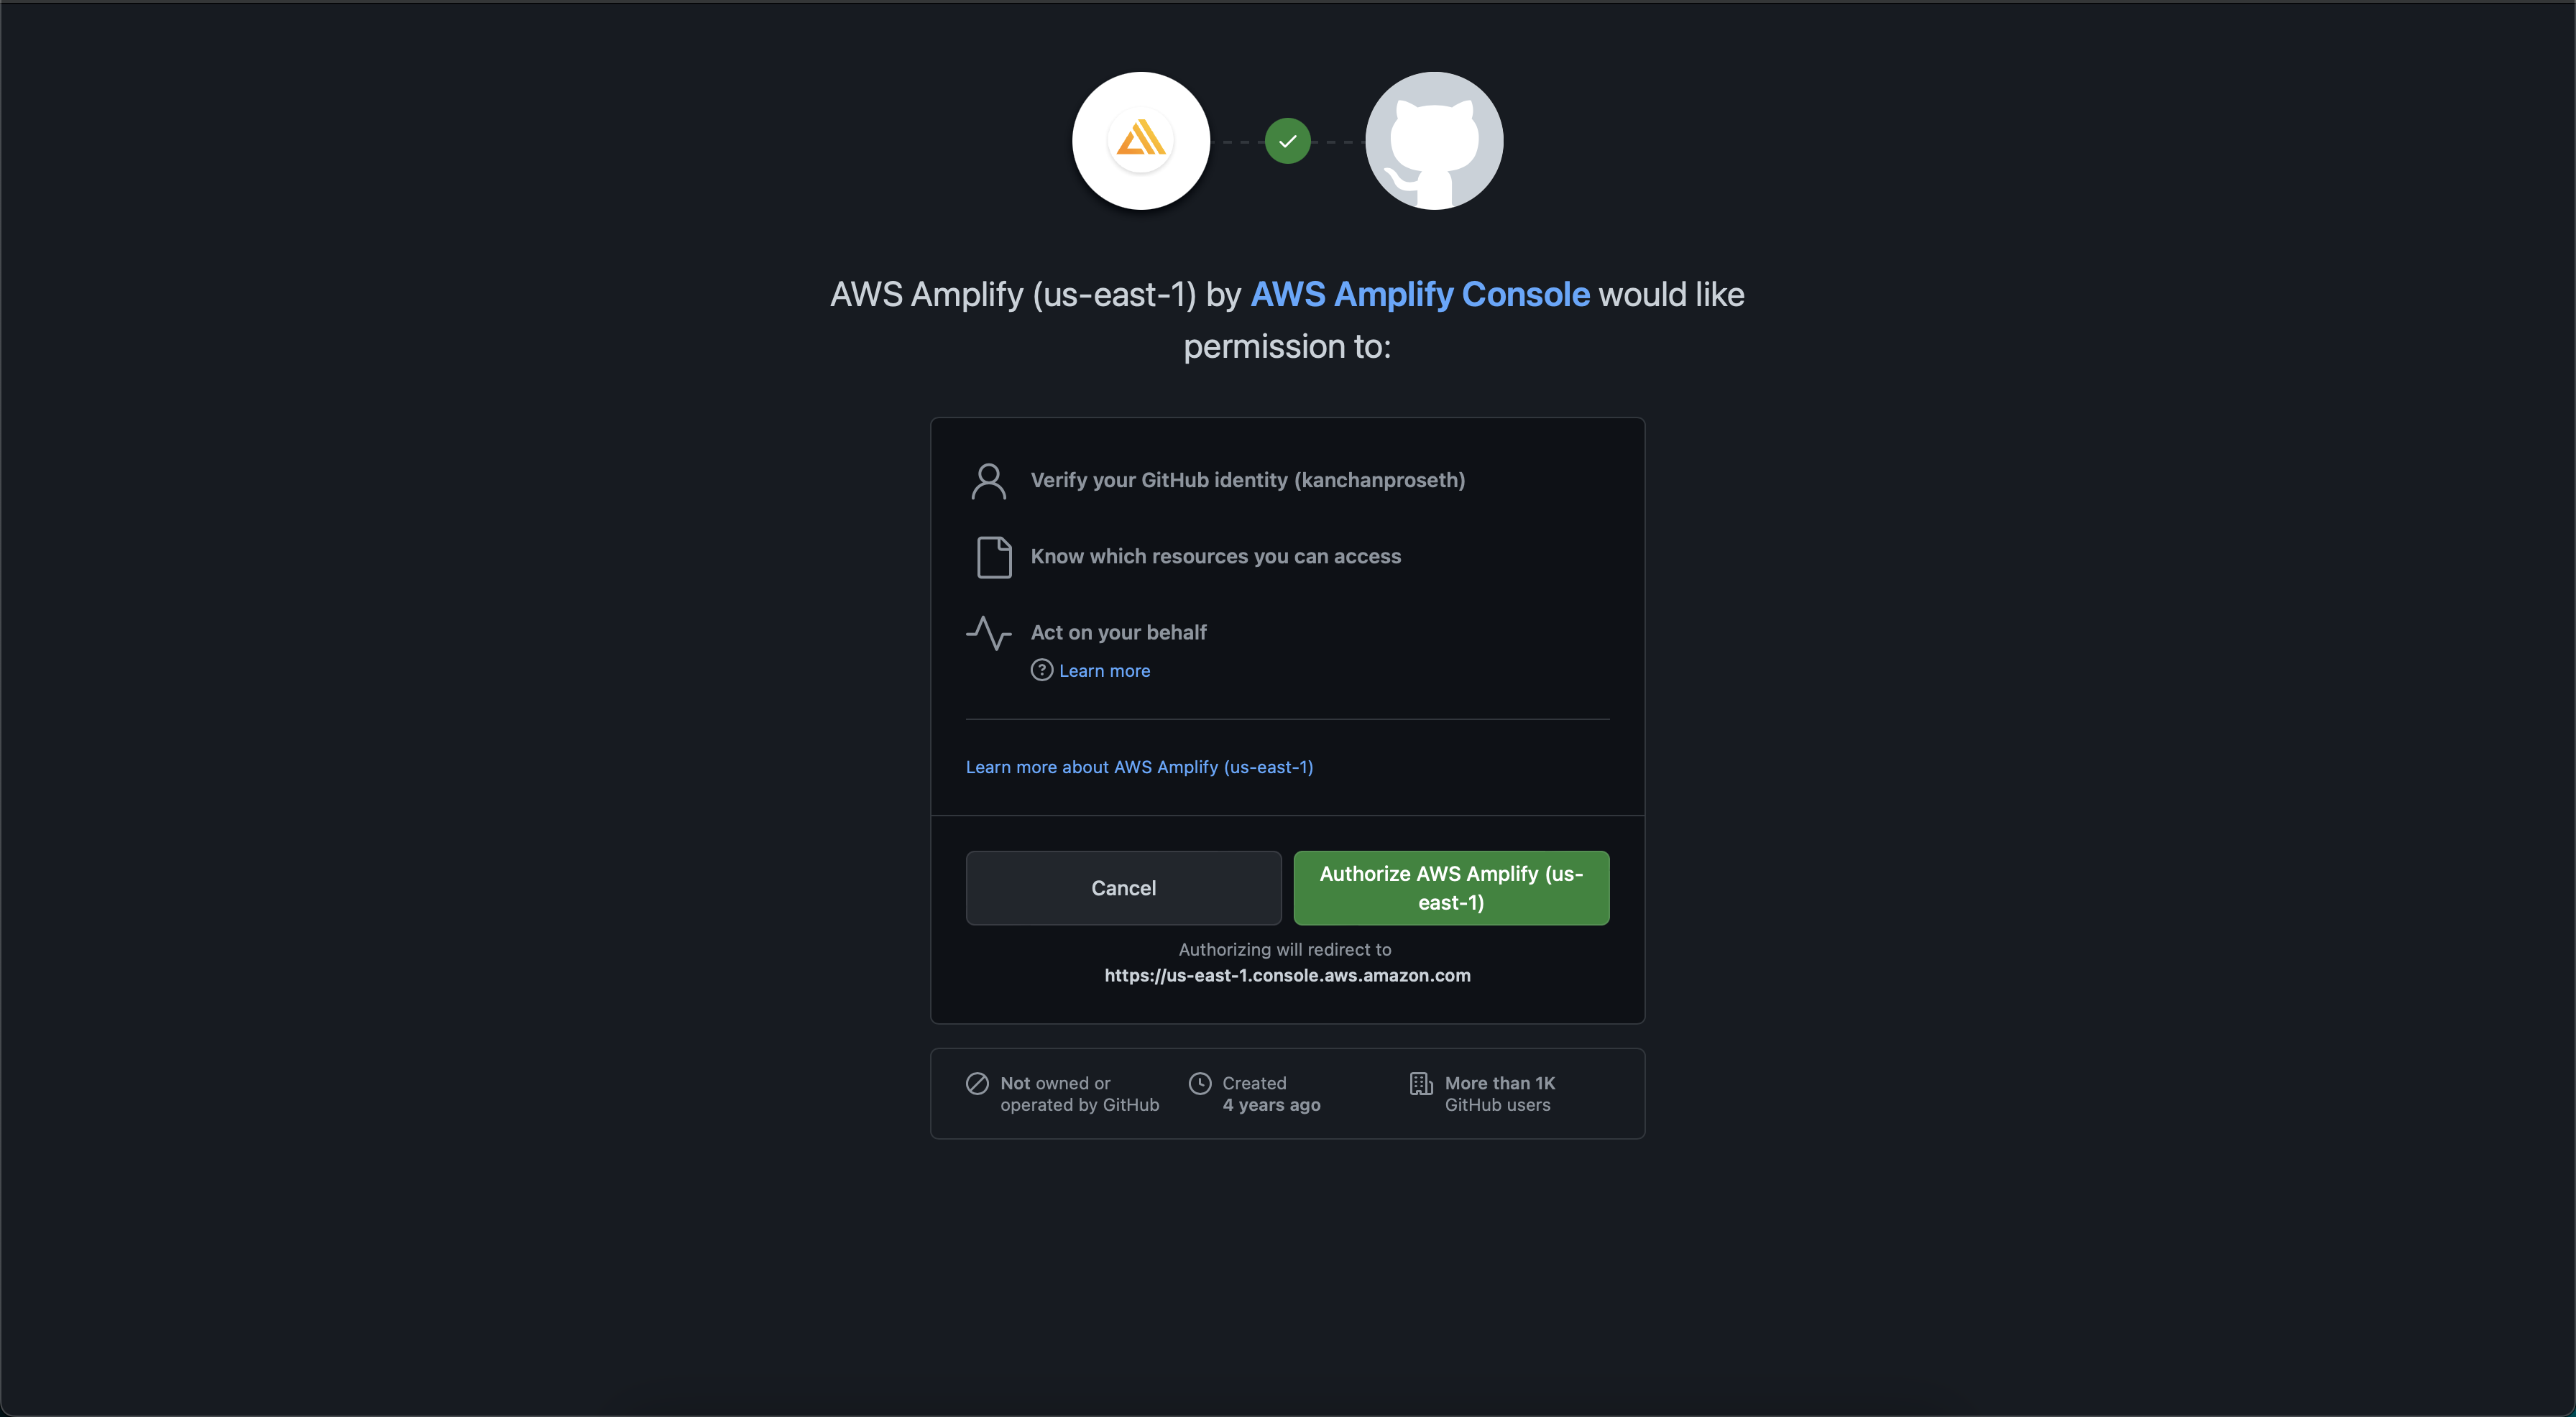 AWS Amplify (us-east-1) by AWS Amplify Console would like
permission to:
Verify your GitHub identity (kanchanproseth)
Know which resources you can access
Act on your behalf
Learn more
Learn more about AWS Amplify (us-east-1)
Cancel
Authorize AWS Amplify (us-
east-1)
Authorizing will redirect to
https://us-east-1.console.aws.amazon.com
Not owned or
operated by GitHub
Created
4 years ago
More than 1K
GitHub users